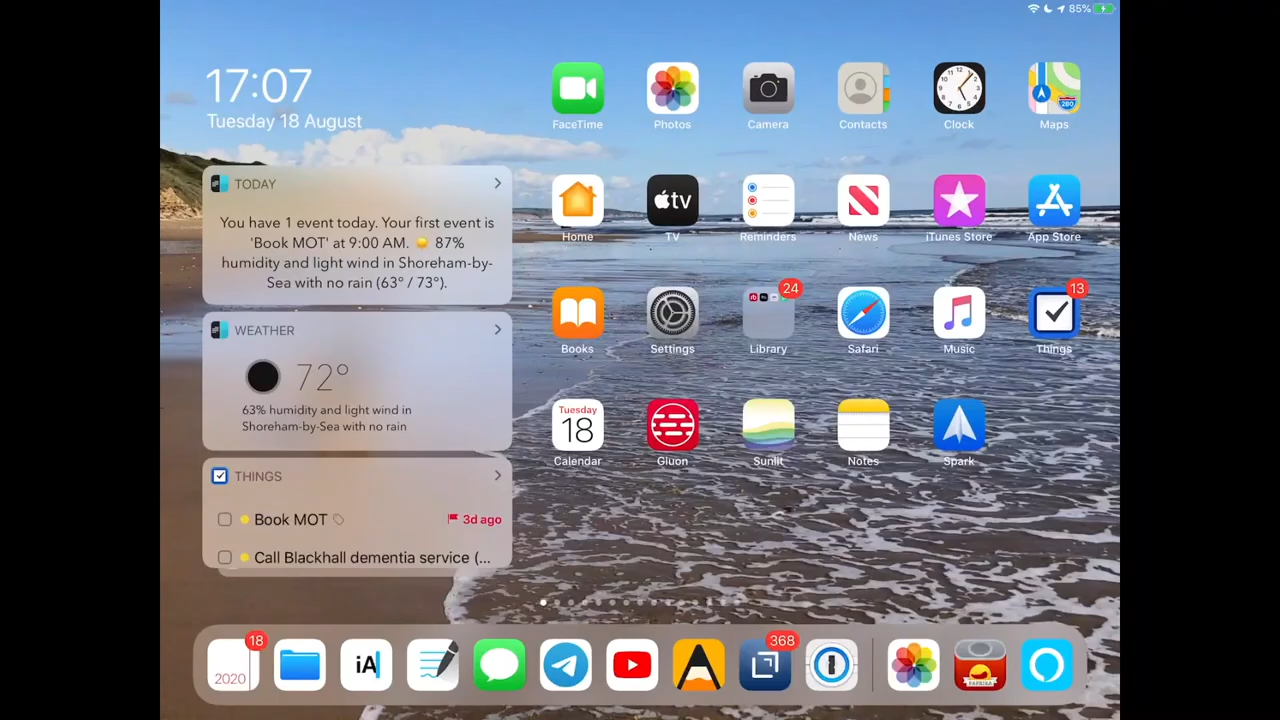 85%
17:07
Tuesday 18 August
TODAY
You have 1 event today. Your first event is
'Book MOT' at 9:00 AM. 87%
humidity and light wind in Shoreham-by-
Sea with no rain (63° / 73°).
WEATHER
72°
63% humidity and light wind in
Shoreham-by-Sea with no rain
THINGS
Book MOT
3d ago
Call Blackhall dementia service (...
FaceTime
Photos
Camera
Contacts
Clock
Maps
280
tv
Home
TV
Reminders
News
iTunes Store
App Store
24
13
Books
Settings
Library
Safari
Music
Things
Tuesday
18
Calendar
Gluon
Sunlit
Notes
Spark
18
2020
iA
368
PAPRIKA